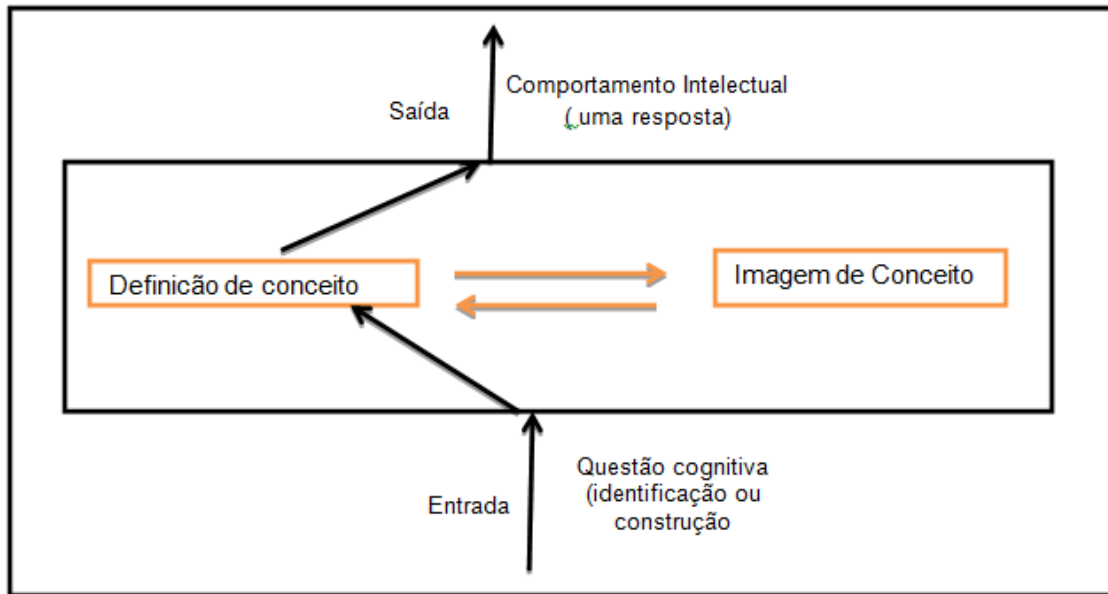 Comportamento Intelectual
Saída
( uma resposta)
Definicão de conceito
Imagem de Conceito
Questão cognitiva
(identificação ou
Entrada
construção